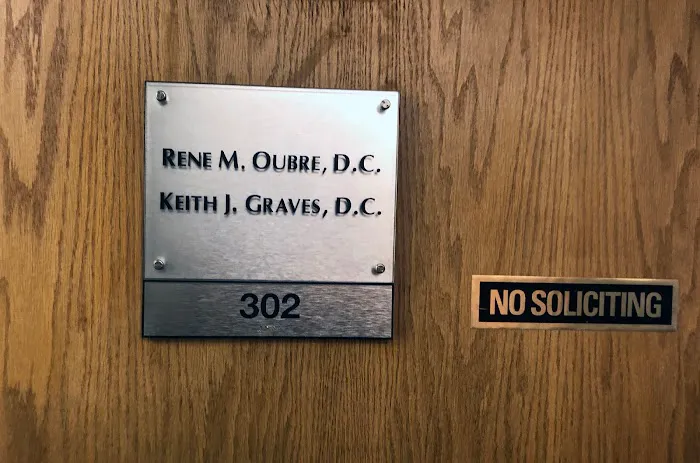 RENE M. OUBRE, D.C.
KEITH J. GRAVES, D.C.
302
NO SOLICITING